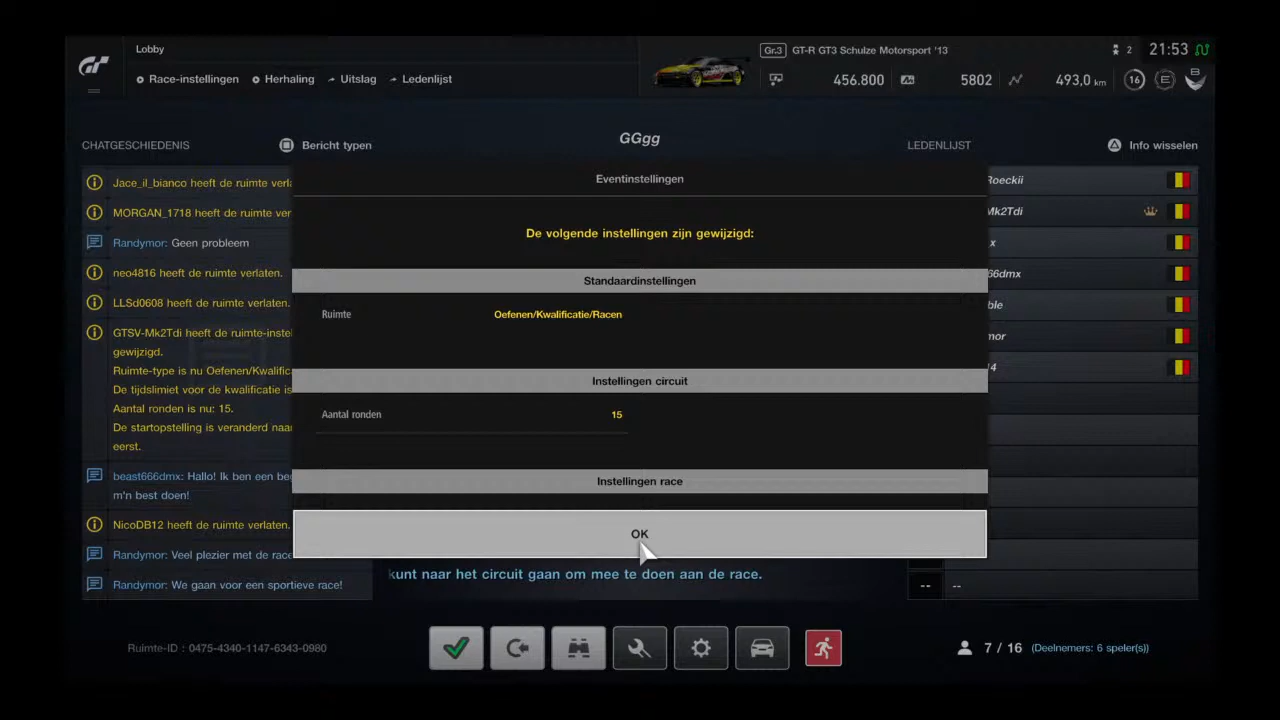 Lobby
Race-instellingen Herhaling Uitslag Ledenlijst
Gr.3 GT-R GT3 Schulze Motorsport '13
2 21:53
456.800 5802 493,0 km 16 E B
CHATGESCHIEDENIS Bericht typen
GGgg
LEDENLIJST Info wisselen
Jace_il_bianco heeft de ruimte verla
MORGAN_1718 heeft de ruimte ver
Randymor: Geen probleem
neo4816 heeft de ruimte verlaten.
LLSd0608 heeft de ruimte verlaten.
GTSV-Mk2Tdi heeft de ruimte-inste
gewijzigd.
Ruimte-type is nu Oefenen/Kwalific
De tijdslimiet voor de kwalificatie is
Aantal ronden is nu: 15.
De startopstelling is veranderd naar
eerst.
beast666dmx: Hallo! Ik ben een be
m'n best doen!
NicoDB12 heeft de ruimte verlaten.
Randymor: Veel plezier met de race
Randymor: We gaan voor een sportieve race!
Eventinstellingen
De volgende instellingen zijn gewijzigd:
Standaardinstellingen
Ruimte Oefenen/Kwalificatie/Racen
Instellingen circuit
Aantal ronden 15
Instellingen race
OK
kunt naar het circuit gaan om mee te doen aan de race.
Roeckii
Mk2Tdi
x
66dmx
ble
mor
4
-- --
Ruimte-ID : 0475-4340-1147-6343-0980
7 / 16 (Deelnemers: 6 speler(s))